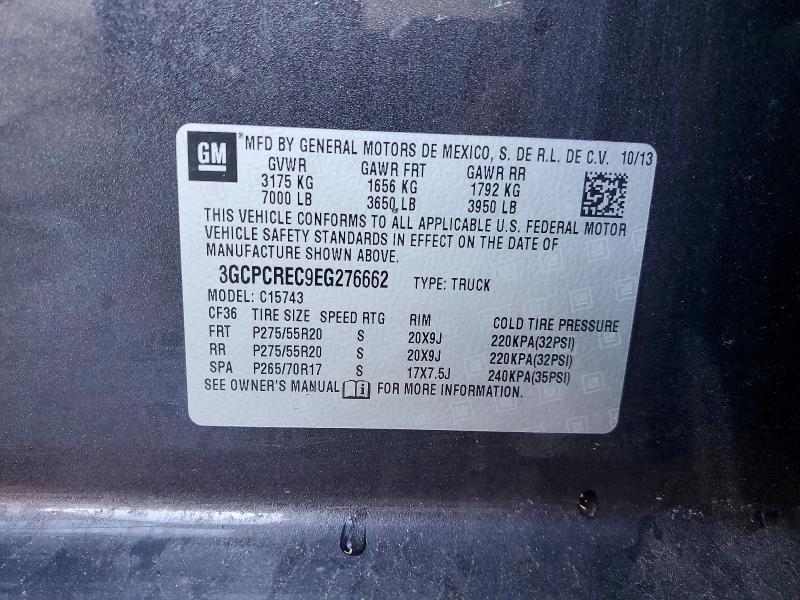 GM *MFD BY GENERAL MOTORS DE MEXICO, S. DE R.L. DE C.V. 10/13
GVWR GAWR FRT GAWR RR
3175 KG 1656 KG 1792 KG
7000 LB 3650 LB 3950 LB
THIS VEHICLE CONFORMS TO ALL APPLICABLE U.S. FEDERAL MOTOR
VEHICLE SAFETY STANDARDS IN EFFECT ON THE DATE OF
MANUFACTURE SHOWN ABOVE.
3GCPCREC9EG276662 TYPE: TRUCK
MODEL: C15743
CF36 TIRE SIZE SPEED RTG RIM COLD TIRE PRESSURE
FRT P275/55R20 S 20X9J 220KPA(32PSI)
RR P275/55R20 S 20X9J 220KPA(32PSI)
SPA P265/70R17 S 17X7.5J 240KPA(35PSI)
SEE OWNER'S MANUAL FOR MORE INFORMATION.